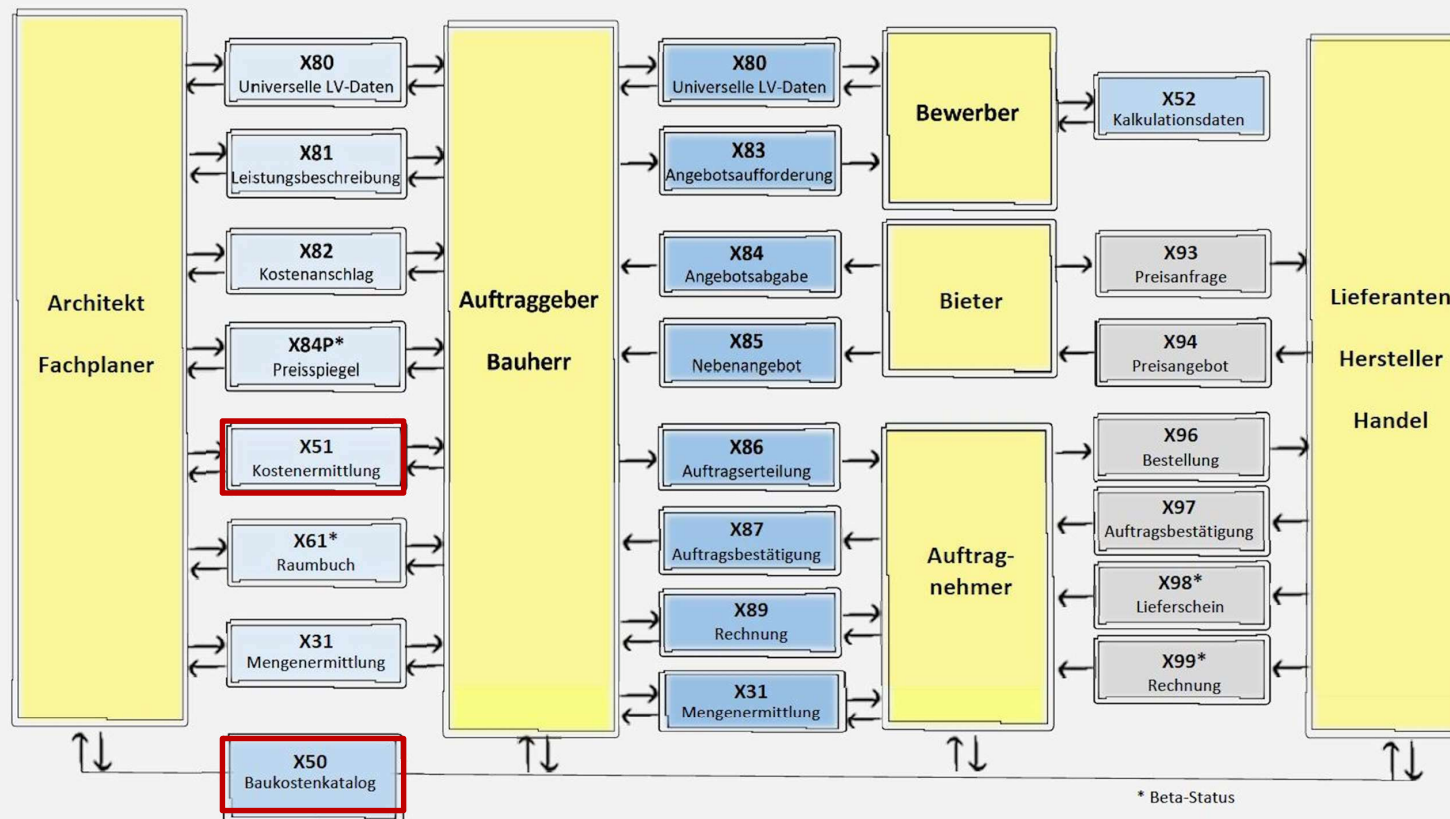 Architekt
Fachplaner
X80
Universelle LV-Daten
X81
Leistungsbeschreibung
X82
Kostenanschlag
X84P*
Preisspiegel
X51
Kostenermittlung
X61*
Raumbuch
X31
Mengenermittlung
X50
Baukostenkatalog
Auftraggeber
Bauherr
X80
Universelle LV-Daten
X83
Angebotsaufforderung
X84
Angebotsabgabe
X85
Nebenangebot
X86
Auftragserteilung
X87
Auftragsbestätigung
X89
Rechnung
X31
Mengenermittlung
Bewerber
Bieter
Auftrag-
nehmer
X52
Kalkulationsdaten
X93
Preisanfrage
X94
Preisangebot
X96
Bestellung
X97
Auftragsbestätigung
X98*
Lieferschein
X99*
Rechnung
Lieferanten
Hersteller
Handel
* Beta-Status